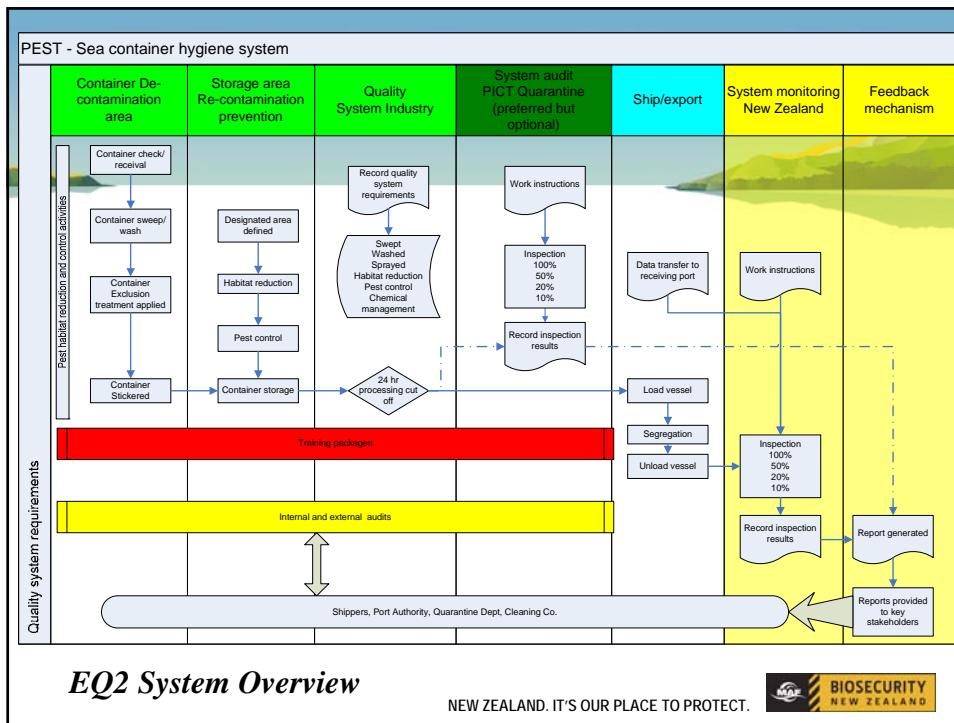 PEST - Sea container hygiene system
Quality system requirements
Pest habitat reduction and control activities
Container De-
contamination
area
Storage area
Re-contamination
prevention
Quality
System Industry
System audit
PICT Quarantine
(preferred but
optional)
Ship/export
System monitoring
New Zealand
Feedback
mechanism
Container check/
receival
Container sweep/
wash
Container
Exclusion
treatment applied
Container
Stickered
Designated area
defined
Habitat reduction
Pest control
Container storage
Record quality
system
requirements
Swept
Washed
Sprayed
Habitat reduction
Pest control
Chemical
management
24 hr
processing cut
off
Work instructions
Inspection
100%
50%
20%
10%
Record inspection
results
Data transfer to
receiving port
Load vessel
Segregation
Unload vessel
Work instructions
Inspection
100%
50%
20%
10%
Record inspection
results
Report generated
Reports provided
to key
stakeholders
Training packages
Internal and external audits
Shippers, Port Authority, Quarantine Dept, Cleaning Co.
EQ2 System Overview
NEW ZEALAND. IT'S OUR PLACE TO PROTECT.
MAF
BIOSECURITY
NEW ZEALAND